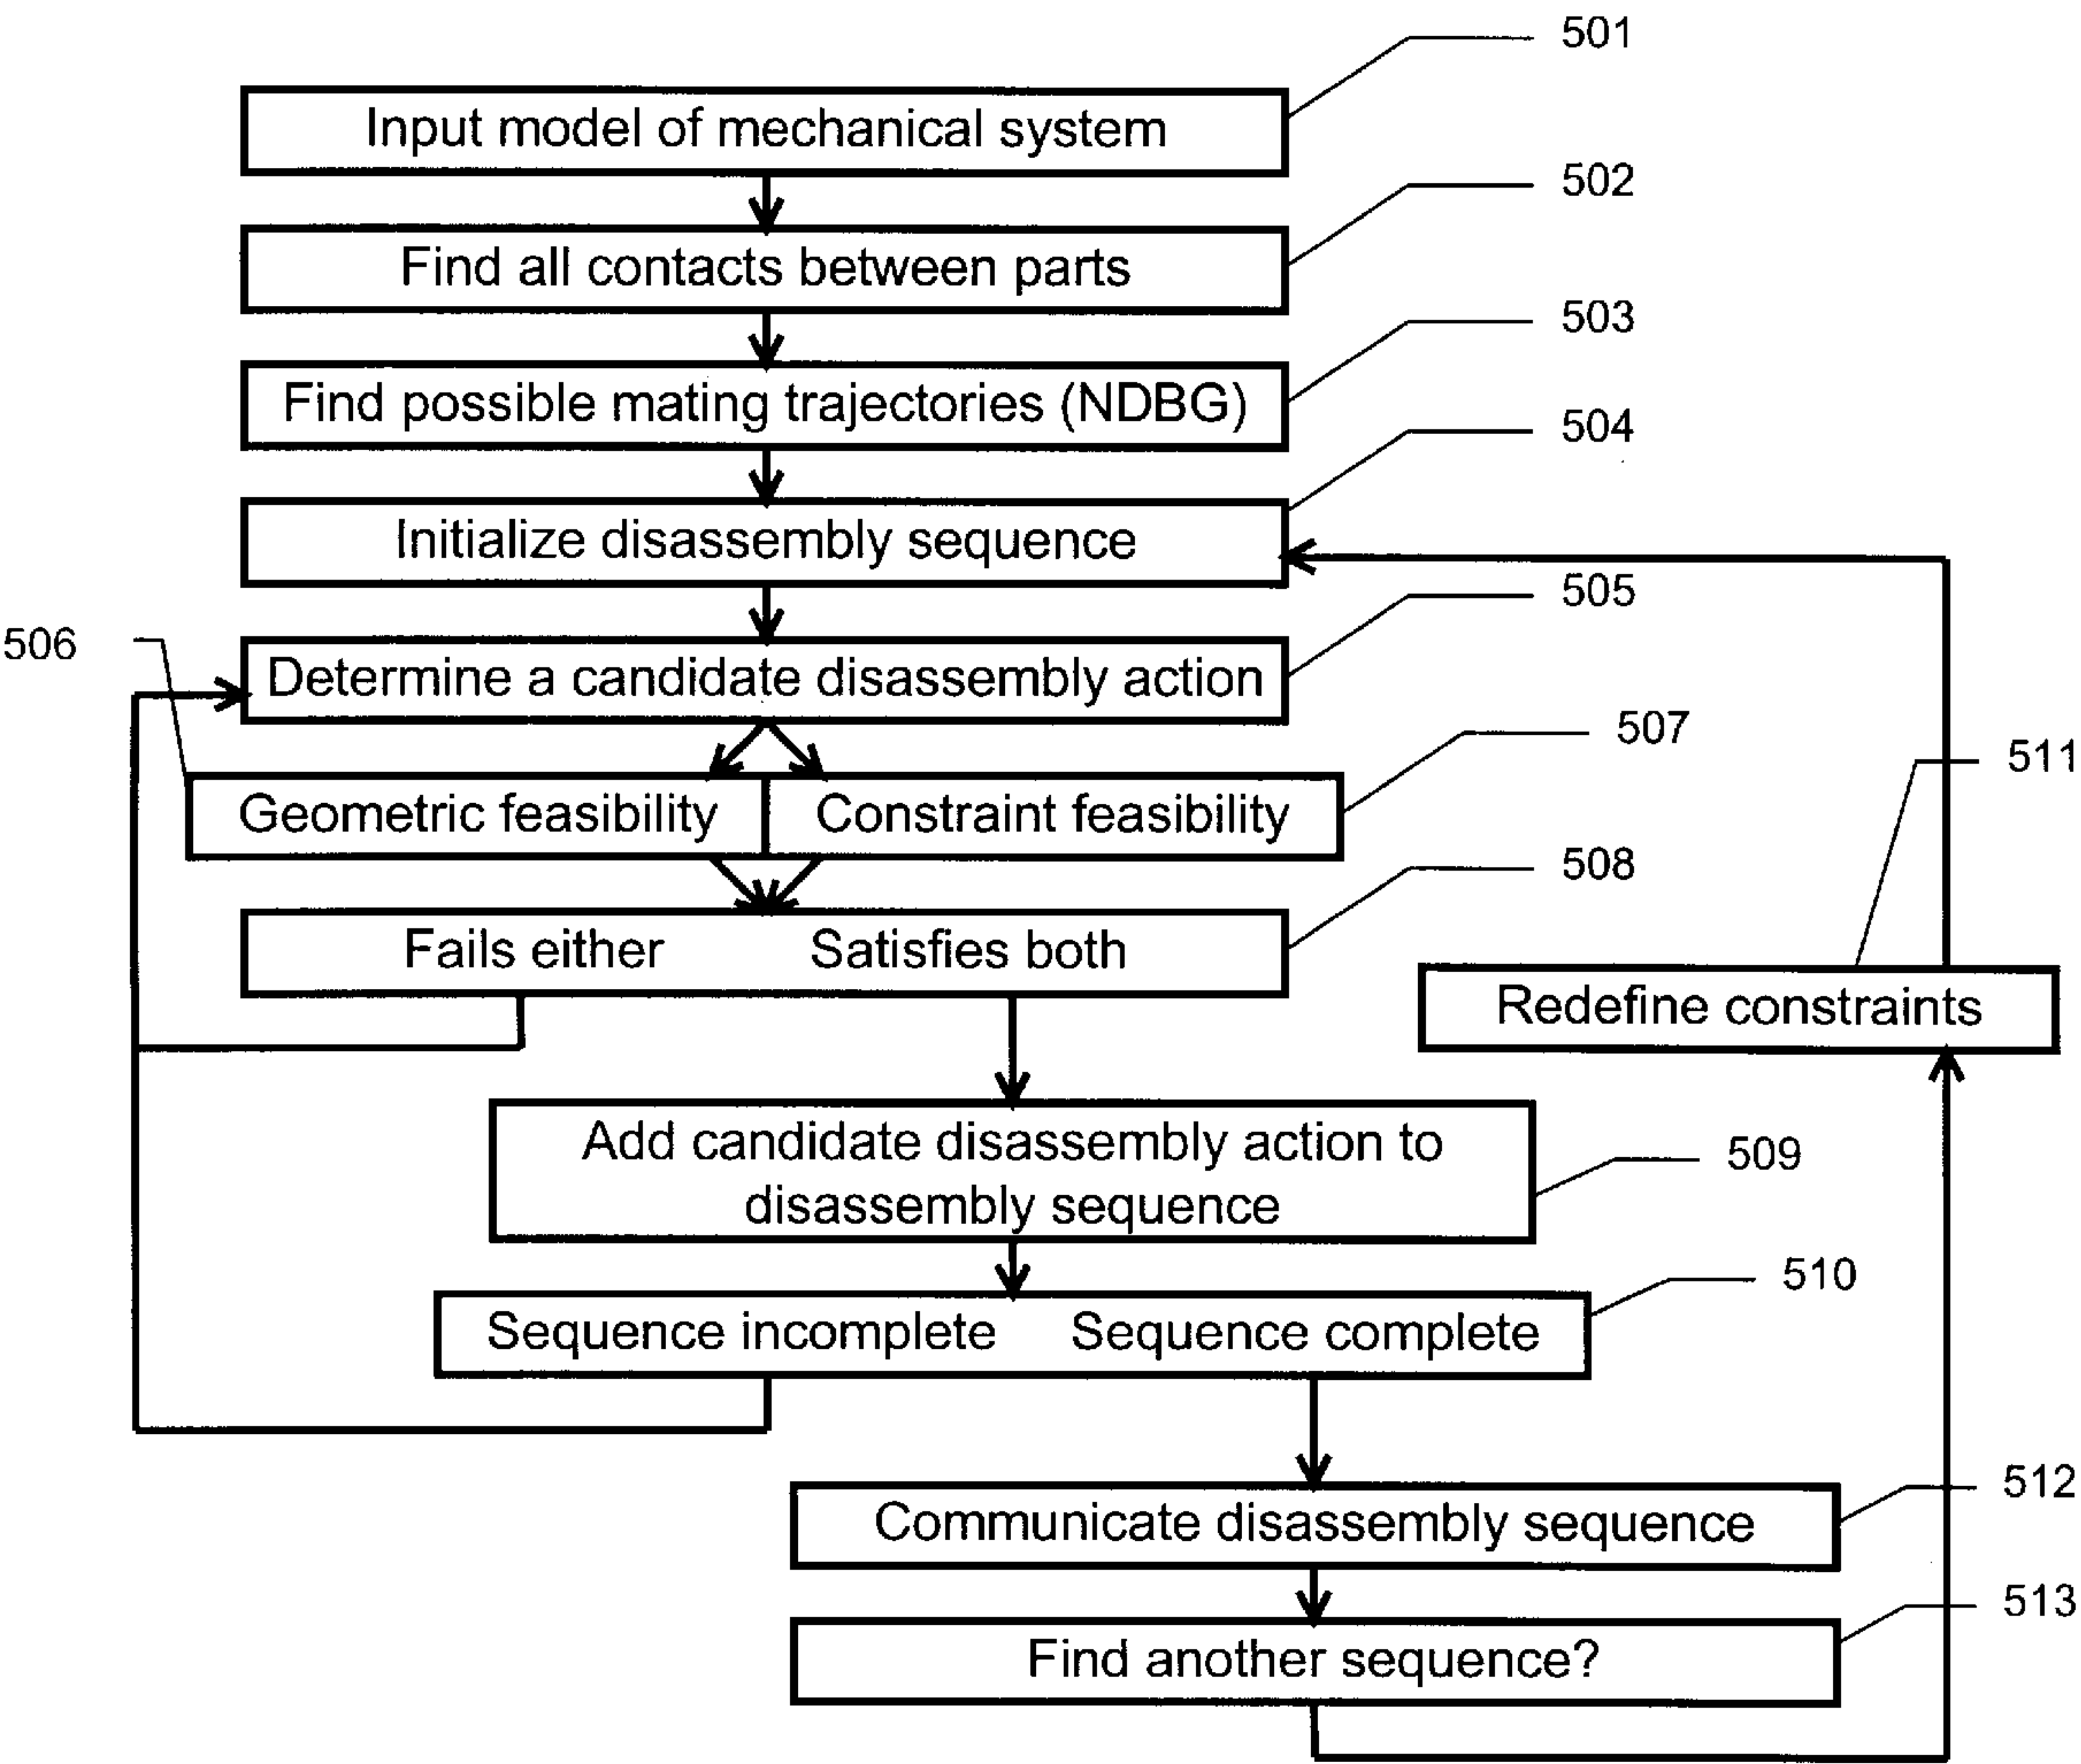 501
Input model of mechanical system
502
Find all contacts between parts
503
Find possible mating trajectories (NDBG)
504
Initialize disassembly sequence
505
506
Determine a candidate disassembly action
507
511
Geometric feasibility
Constraint feasibility
508
Fails either
Satisfies both
Redefine constraints
Add candidate disassembly action to
disassembly sequence
509
510
Sequence incomplete
Sequence complete
512
Communicate disassembly sequence
513
Find another sequence?